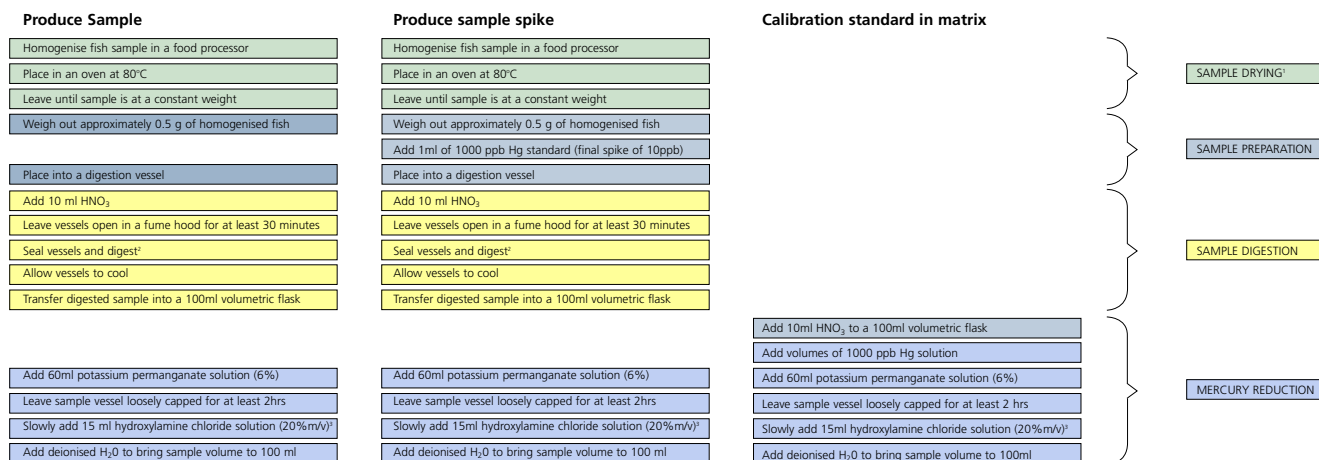 Produce Sample
Homogenise fish sample in a food processor
Place in an oven at 80°C
Leave until sample is at a constant weight
Weigh out approximately 0.5 g of homogenised fish
Place into a digestion vessel
Add 10 ml HNO₃
Leave vessels open in a fume hood for at least 30 minutes
Seal vessels and digest²
Allow vessels to cool
Transfer digested sample into a 100ml volumetric flask
Add 60ml potassium permanganate solution (6%)
Leave sample vessel loosely capped for at least 2hrs
Slowly add 15 ml hydroxylamine chloride solution (20%m/v)³
Add deionised H₂0 to bring sample volume to 100 ml
Produce sample spike
Homogenise fish sample in a food processor
Place in an oven at 80°C
Leave until sample is at a constant weight
Weigh out approximately 0.5 g of homogenised fish
Add 1ml of 1000 ppb Hg standard (final spike of 10ppb)
Place into a digestion vessel
Add 10 ml HNO₃
Leave vessels open in a fume hood for at least 30 minutes
Seal vessels and digest²
Allow vessels to cool
Transfer digested sample into a 100ml volumetric flask
Add 60ml potassium permanganate solution (6%)
Leave sample vessel loosely capped for at least 2hrs
Slowly add 15ml hydroxylamine chloride solution (20%m/v)³
Add deionised H₂0 to bring sample volume to 100 ml
Calibration standard in matrix
Add 10ml HNO₃ to a 100ml volumetric flask
Add volumes of 1000 ppb Hg solution
Add 60ml potassium permanganate solution (6%)
Leave sample vessel loosely capped for at least 2 hrs
Slowly add 15ml hydroxylamine chloride solution (20%m/v)³
Add deionised H₂0 to bring sample volume to 100ml
SAMPLE DRYING¹
SAMPLE PREPARATION
SAMPLE DIGESTION
MERCURY REDUCTION